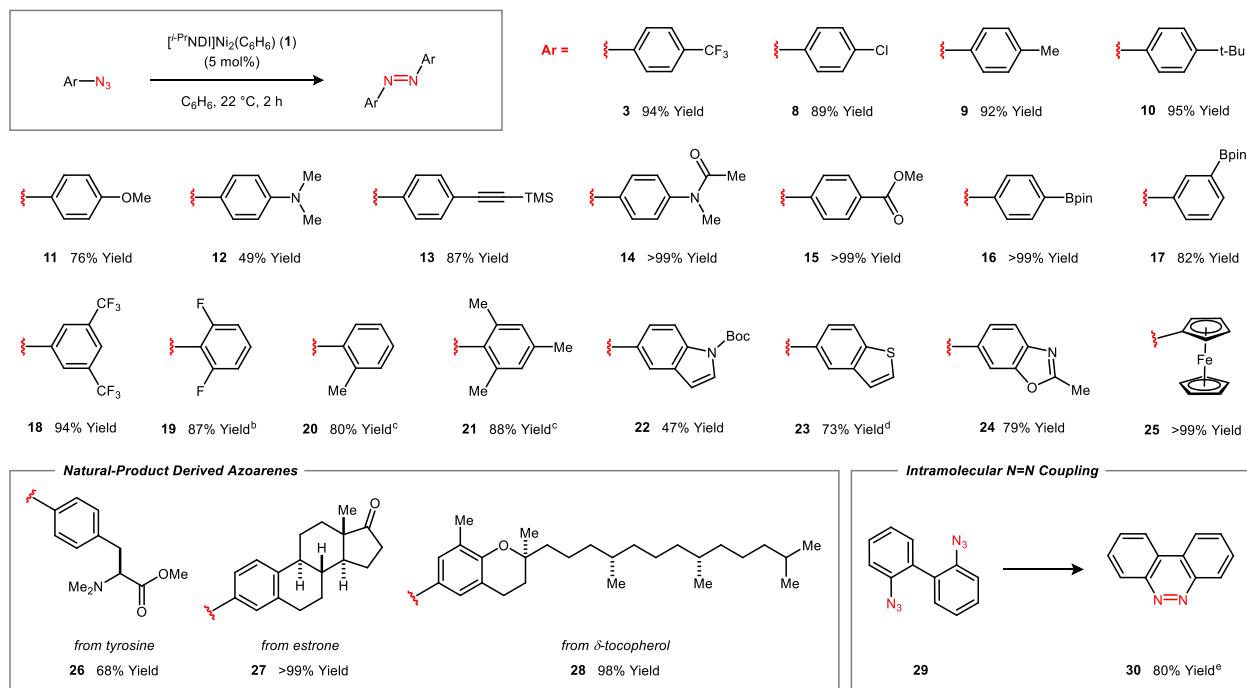 [i-PrNDI]Ni2(C6H6) (1)
(5 mol%)
Ar N3
C6H6, 22 °C, 2 h
Ar
N N
Ar
Ar =
CF3
Cl
Me
t-Bu
3 94% Yield
8 89% Yield
9 92% Yield
10 95% Yield
OMe
Me
N
Me
TMS
O
Me
N
Me
OMe
O
Bpin
Bpin
11 76% Yield
12 49% Yield
13 87% Yield
14 >99% Yield
15 >99% Yield
16 >99% Yield
17 82% Yield
CF3
CF3
F
F
Me
Me
Me
Me
Boc
N
S
N
O
Me
Fe
18 94% Yield
19 87% Yieldb
20 80% Yieldc
21 88% Yieldc
22 47% Yield
23 73% Yieldd
24 79% Yield
25 >99% Yield
Natural-Product Derived Azoarenes
OMe
Me2N
O
from tyrosine
26 68% Yield
Me
O
H
H
H
from estrone
27 >99% Yield
Me
O
Me
Me
Me
Me
Me
from δ-tocopherol
28 98% Yield
Intramolecular N=N Coupling
N3
N3
29
N N
30 80% Yielde